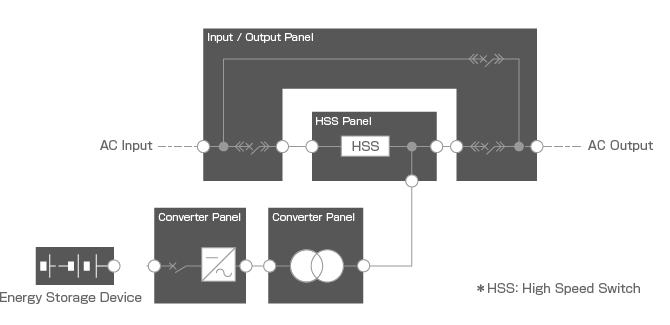 Input / Output Panel
HSS Panel
AC Input
HSS
AC Output
Converter Panel
Converter Panel
Energy Storage Device
*HSS: High Speed Switch